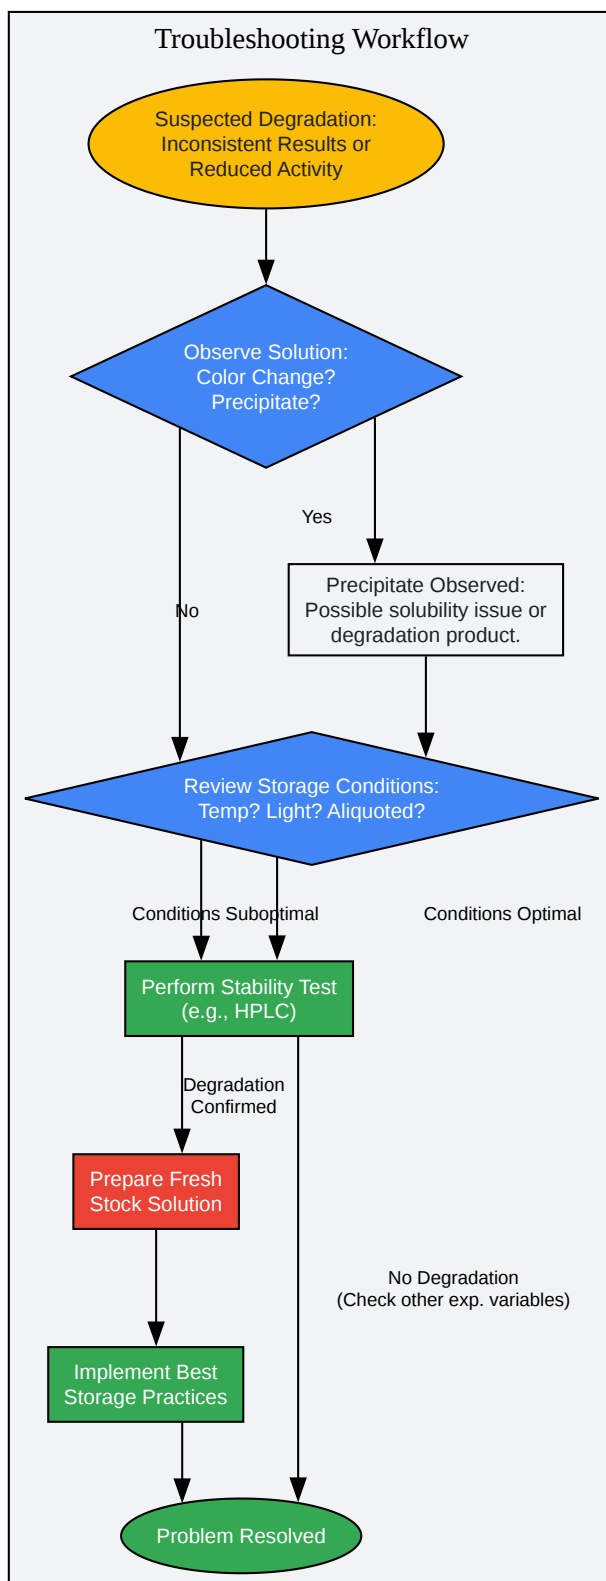 Troubleshooting Workflow
Suspected Degradation:
Inconsistent Results or
Reduced Activity
Observe Solution:
Color Change?
Precipitate?
Yes
Precipitate Observed:
Possible solubility issue or
degradation product.
No
Review Storage Conditions:
Temp? Light? Aliquoted?
Conditions Suboptimal
Conditions Optimal
Perform Stability Test
(e.g., HPLC)
Degradation
Confirmed
Prepare Fresh
Stock Solution
No Degradation
(Check other exp. variables)
Implement Best
Storage Practices
Problem Resolved